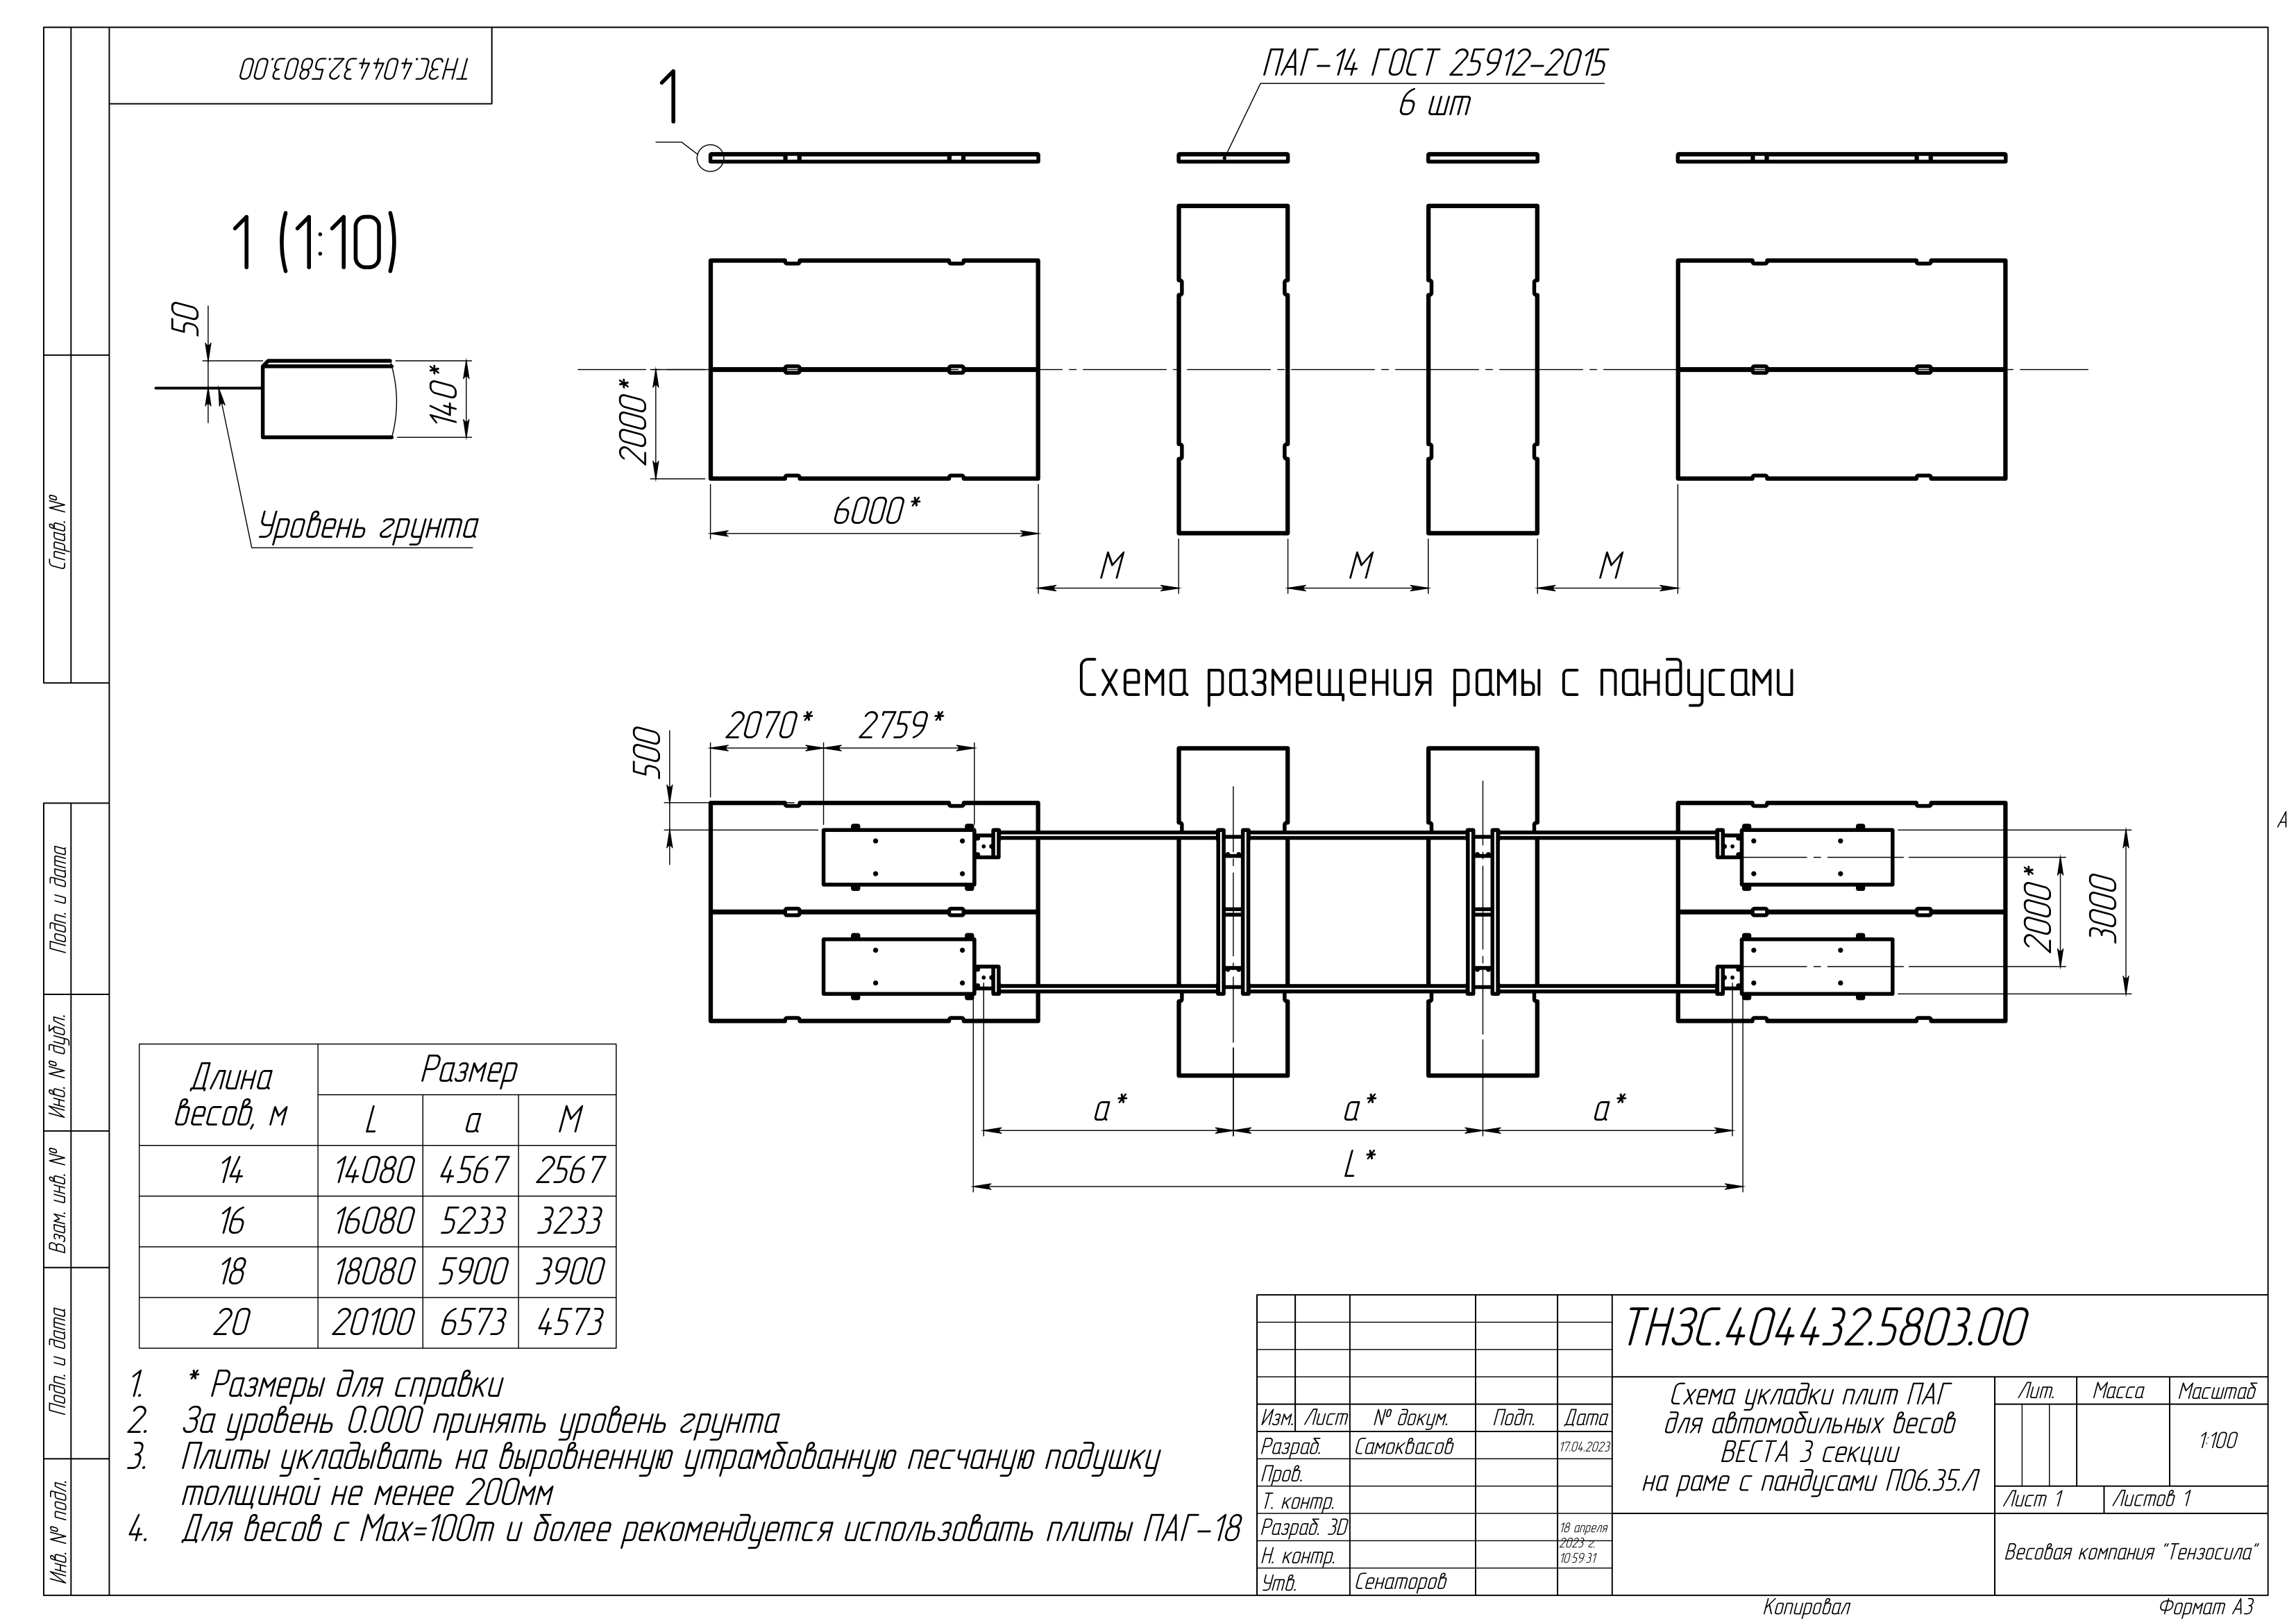 ТНЗС.404432.5803.00
1
ПАГ-14 ГОСТ 25912-2015
6 шт
1 (1:10)
50
140*
Уровень грунта
2000*
6000*
М
М
М
Схема размещения рамы с пандусами
500
2070*
2759*
2000*
3000
а*
а*
а*
L*
Длина весов, м
Размер
L
а
М
14 14080 4567 2567
16 16080 5233 3233
18 18080 5900 3900
20 20100 6573 4573
1. * Размеры для справки
2. За уровень 0.000 принять уровень грунта
3. Плиты укладывать на выровненную утрамбованную песчаную подушку
толщиной не менее 200мм
4. Для весов с Max=100т и более рекомендуется использовать плиты ПАГ-18
Справ. №
Подп. и дата
Инв. № дубл.
Взам. инв. №
Подп. и дата
Инв. № подл.
А
ТНЗС.404432.5803.00
Изм. Лист № докум. Подп. Дата
Разраб. Самоквасов 17.04.2023
Пров.
Т. контр.
Разраб. 3D 18 апреля
2023 г.
10:59:31
Н. контр.
Утв. Сенаторов
Схема укладки плит ПАГ
для автомобильных весов
ВЕСТА 3 секции
на раме с пандусами П06.35.Л
Лит. Масса Масштаб
1:100
Лист 1 Листов 1
Весовая компания "Тензосила"
Копировал
Формат А3